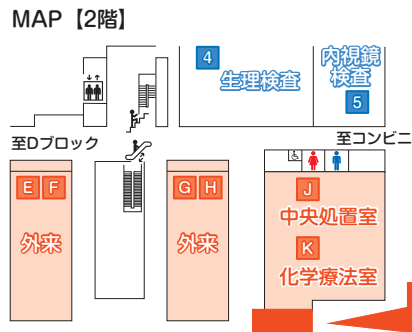 MAP【2階】
4
生理検査
内視鏡
検査
5
至Dブロック
至コンビニ
E F
外来
G H
外来
J
中央処置室
K
化学療法室